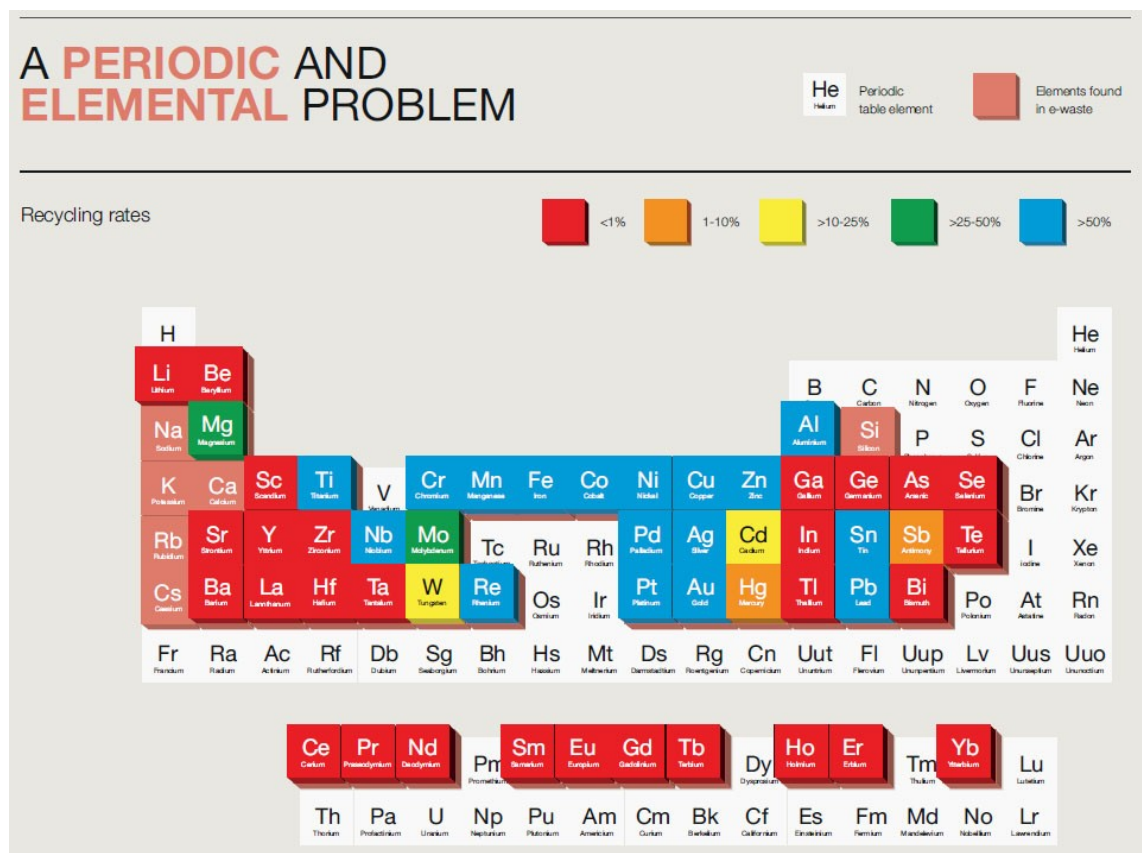 A PERIODIC AND
ELEMENTAL PROBLEM
He
Helium
Periodic
table element
Elements found
in e-waste
Recycling rates
<1%
1-10%
>10-25%
>25-50%
>50%
H He
Helium
Li Be B C N O F Ne
Lithium Beryllium Carbon Nitrogen Oxygen Fluorine Neon
Na Mg Al Si P S Cl Ar
Sodium Magnesium Aluminium Silicon Chlorine Argon
K Ca Sc Ti V Cr Mn Fe Co Ni Cu Zn Ga Ge As Se Br Kr
Potassium Calcium Scandium Titanium Chromium Manganese Iron Cobalt Nickel Copper Zinc Gallium Germanium Arsenic Selenium Bromine Krypton
Rb Sr Y Zr Nb Mo Tc Ru Rh Pd Ag Cd In Sn Sb Te I Xe
Rubidium Strontium Yttrium Zirconium Niobium Molybdenum Ruthenium Rhodium Palladium Silver Cadium Indium Tin Antimony Tellurium Iodine Xenon
Cs Ba La Hf Ta W Re Os Ir Pt Au Hg Tl Pb Bi Po At Rn
Caesium Barium Lannthanum Tantalum Tungsten Rhenium Osmium Iridium Platinum Gold Mercury Thallium Lead Bismuth Polonium Astatine Radon
Fr Ra Ac Rf Db Sg Bh Hs Mt Ds Rg Cn Uut Fl Uup Lv Uus Uuo
Francium Radium Actinium Rutherfordium Dubium Seaborgium Bohrium Hassium Meitnerium Darmstadtium Roentgenium Copernicium Ununtrium Flerovium Ununpentium Livermorium Ununseptium Ununoctium
Ce Pr Nd Pm Sm Eu Gd Tb Dy Ho Er Tm Yb Lu
Cerium Praseodymium Deodymium Promethium Samarium Europium Gadolinium Terbium Dysprosium Holmium Erbium Thulium Ytterbium Lutetium
Th Pa U Np Pu Am Cm Bk Cf Es Fm Md No Lr
Thorium Protactinium Uranium Neptunium Plutonium Americium Curium Berkelium Californium Einsteinium Fermium Mandelevium Nobelium Lawrendium